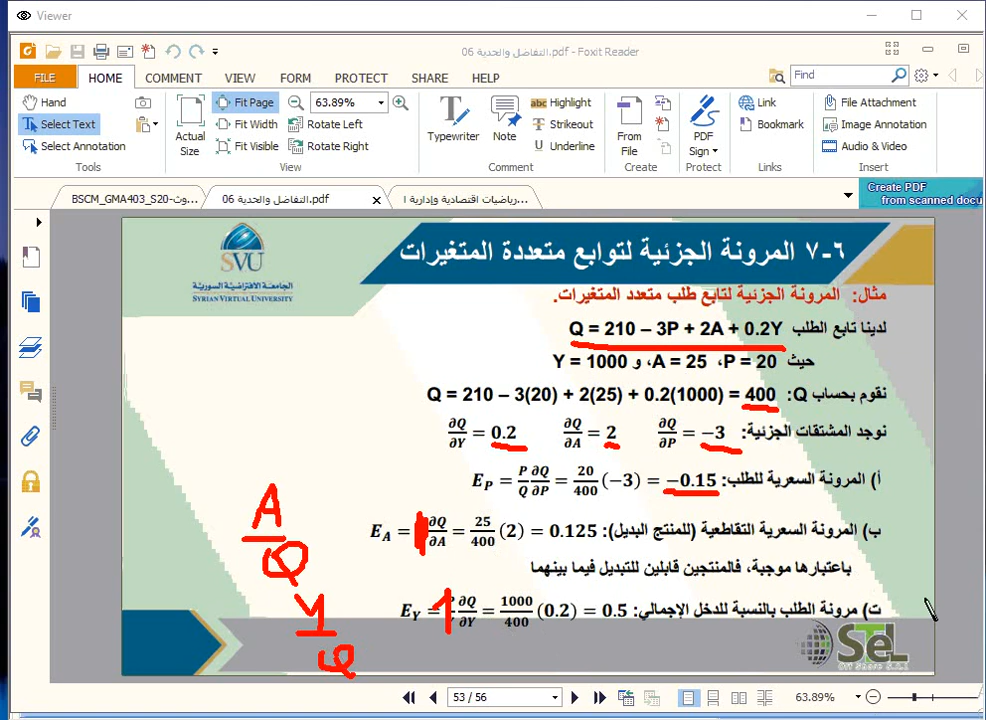 Viewer
التفاضل والحدية 06.pdf - Foxit Reader
FILE HOME COMMENT VIEW FORM PROTECT SHARE HELP Find
Hand
Select Text
Select Annotation
Tools
Actual Size
Fit Page
Fit Width
Fit Visible
63.89%
Rotate Left
Rotate Right
View
Typewriter
Note
Highlight
Strikeout
Underline
Comment
From File
Create
PDF Sign
Protect
Link
Bookmark
Links
File Attachment
Image Annotation
Audio & Video
Insert
BSCM_GMA403_S20-وت...
التفاضل والحدية 06.pdf
رياضيات اقتصادية وإدارية ا...
Create PDF
from scanned docu
٦-٧ المرونة الجزئية لتوابع متعددة المتغيرات
SVU
الجامعة الافتراضية السورية
SYRIAN VIRTUAL UNIVERSITY
مثال: المرونة الجزئية لتابع طلب متعدد المتغيرات.
لدينا تابع الطلب Q = 210 – 3P + 2A + 0.2Y
حيث P = 20، A = 25، و Y = 1000
نقوم بحساب Q: Q = 210 – 3(20) + 2(25) + 0.2(1000) = 400
نوجد المشتقات الجزئية: ∂Q/∂P = −3 ∂Q/∂A = 2 ∂Q/∂Y = 0.2
أ) المرونة السعرية للطلب: E_P = P/Q ∂Q/∂P = 20/400 (−3) = −0.15
ب) المرونة السعرية التقاطعية (للمنتج البديل): E_A = ∂Q/∂A = 25/400 (2) = 0.125
باعتبارها موجبة، فالمنتجين قابلين للتبديل فيما بينهما
ت) مرونة الطلب بالنسبة للدخل الإجمالي: E_Y = ∂Q/∂Y = 1000/400 (0.2) = 0.5
A/Q
Y/Q
SteL
53 / 56
63.89%